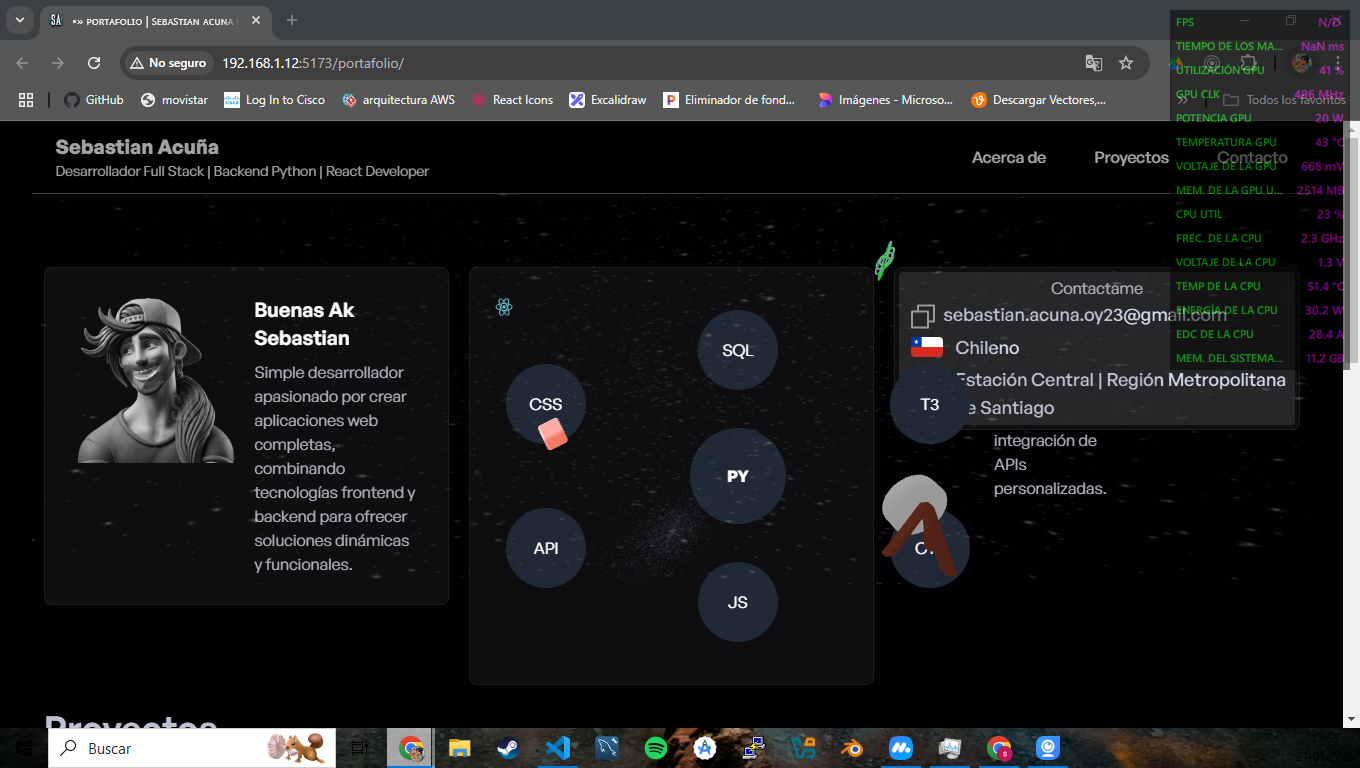 SA •» PORTAFOLIO | SEBASTIAN ACUNA
No seguro 192.168.1.12:5173/portafolio/
GitHub movistar Log In to Cisco arquitectura AWS React Icons Excalidraw Eliminador de fond... Imágenes - Microso... Descargar Vectores,... Todos los favoritos
FPS N/D
TIEMPO DE LOS MA... NaN ms
UTILIZACIÓN GPU 41 %
GPU CLK 496 MHz
POTENCIA GPU 20 W
TEMPERATURA GPU 43 °C
VOLTAJE DE LA GPU 668 mV
MEM. DE LA GPU U... 2514 MB
CPU UTIL 23 %
FREC. DE LA CPU 2.3 GHz
VOLTAJE DE LA CPU 1.3 V
TEMP DE LA CPU 51.4 °C
ENERGÍA DE LA CPU 30.2 W
EDC DE LA CPU 28.4 A
MEM. DEL SISTEMA... 11.2 GB
Sebastian Acuña
Desarrollador Full Stack | Backend Python | React Developer
Acerca de Proyectos Contacto
Buenas Ak
Sebastian
Simple desarrollador
apasionado por crear
aplicaciones web
completas,
combinando
tecnologías frontend y
backend para ofrecer
soluciones dinámicas
y funcionales.
SQL
CSS
PY
API
JS
T3
Contactame
sebastian.acuna.oy23@gmail.com
Chileno
Estación Central | Región Metropolitana
de Santiago
integración de
APIs
personalizadas.
Proyectos
Buscar